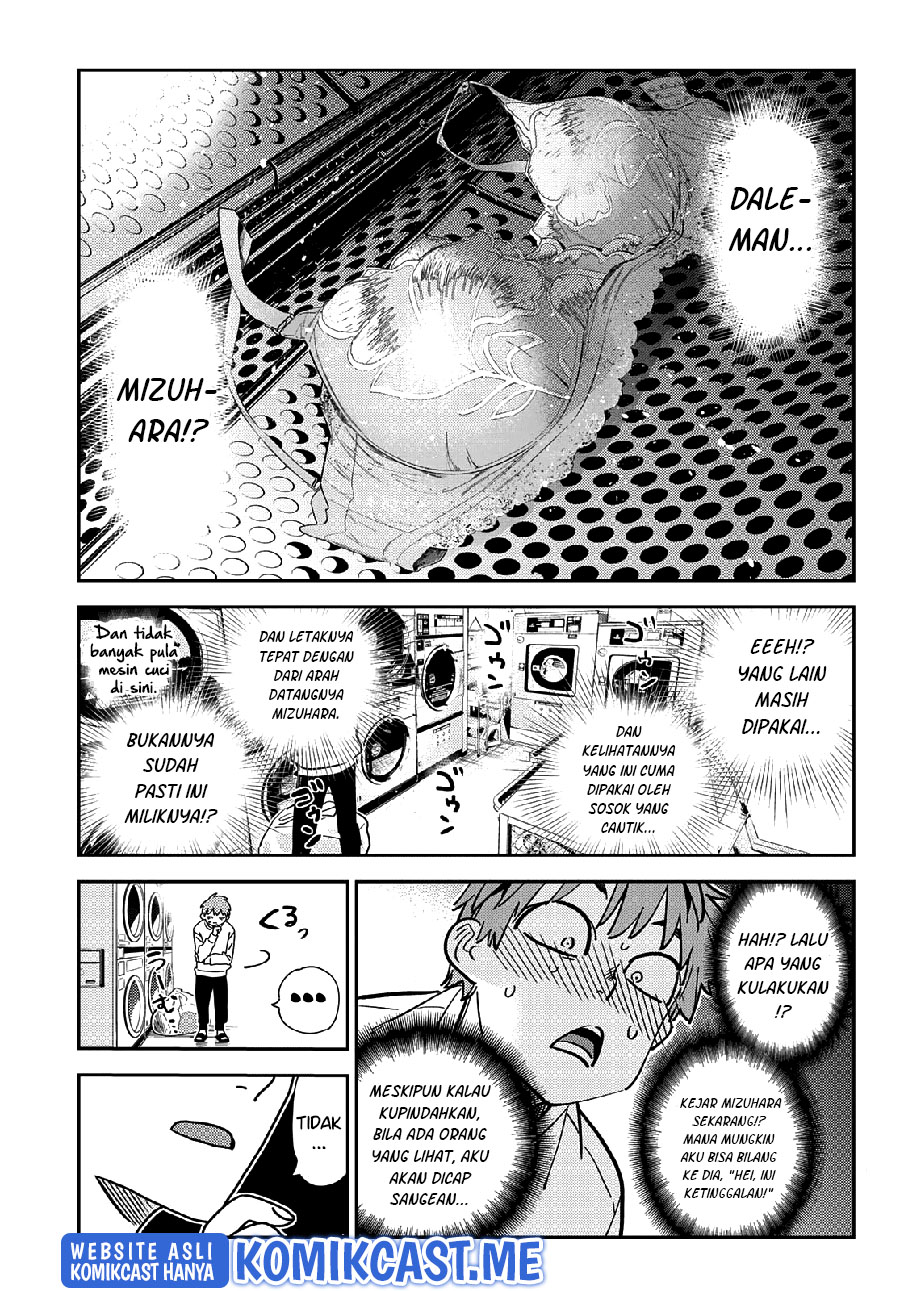 DALE-
MAN...
MIZUH-
ARA!?
EEEH!?
YANG LAIN
MASIH
DIPAKAI...
DAN
KELIHATANNYA
YANG INI CUMA
DIPAKAI OLEH
SOSOK YANG
CANTIK...
DAN LETAKNYA
TEPAT DENGAN
DARI ARAH
DATANGNYA
MIZUHARA.
Dan tidak
banyak pula
mesin cuci
di sini.
BUKANNYA
SUDAH
PASTI INI
MILIKNYA!?
HAH!? LALU
APA YANG
KULAKUKAN
!?
KEJAR MIZUHARA
SEKARANG!?
MANA MUNGKIN
AKU BISA BILANG
KE DIA, "HEI, INI
KETINGGALAN!"
MESKIPUN KALAU
KUPINDAHKAN,
BILA ADA ORANG
YANG LIHAT, AKU
AKAN DICAP
SANGEAN...
くるっ
...
TIDAK
...
WEBSITE ASLI
KOMIKCAST HANYA
KOMIKCAST.ME